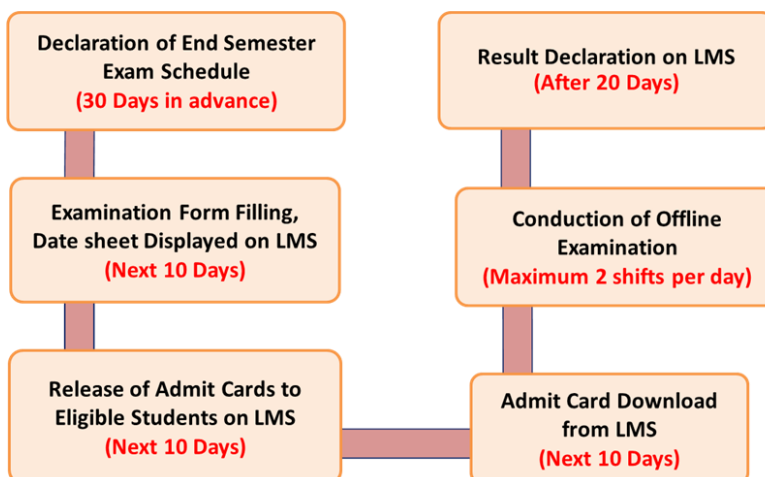 Declaration of End Semester
Exam Schedule
(30 Days in advance)
Examination Form Filling,
Date sheet Displayed on LMS
(Next 10 Days)
Release of Admit Cards to
Eligible Students on LMS
(Next 10 Days)
Admit Card Download
from LMS
(Next 10 Days)
Conduction of Offline
Examination
(Maximum 2 shifts per day)
Result Declaration on LMS
(After 20 Days)